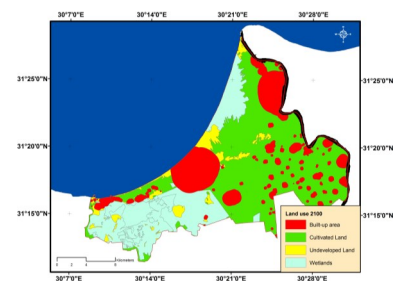 30°7'0"E 30°14'0"E 30°21'0"E 30°28'0"E
31°25'0"N 31°25'0"N
31°20'0"N 31°20'0"N
31°15'0"N 31°15'0"N
Land use 2100
Built-up area
Cultivated Land
Undeveloped Land
Wetlands
30°7'0"E 30°14'0"E 30°21'0"E 30°28'0"E